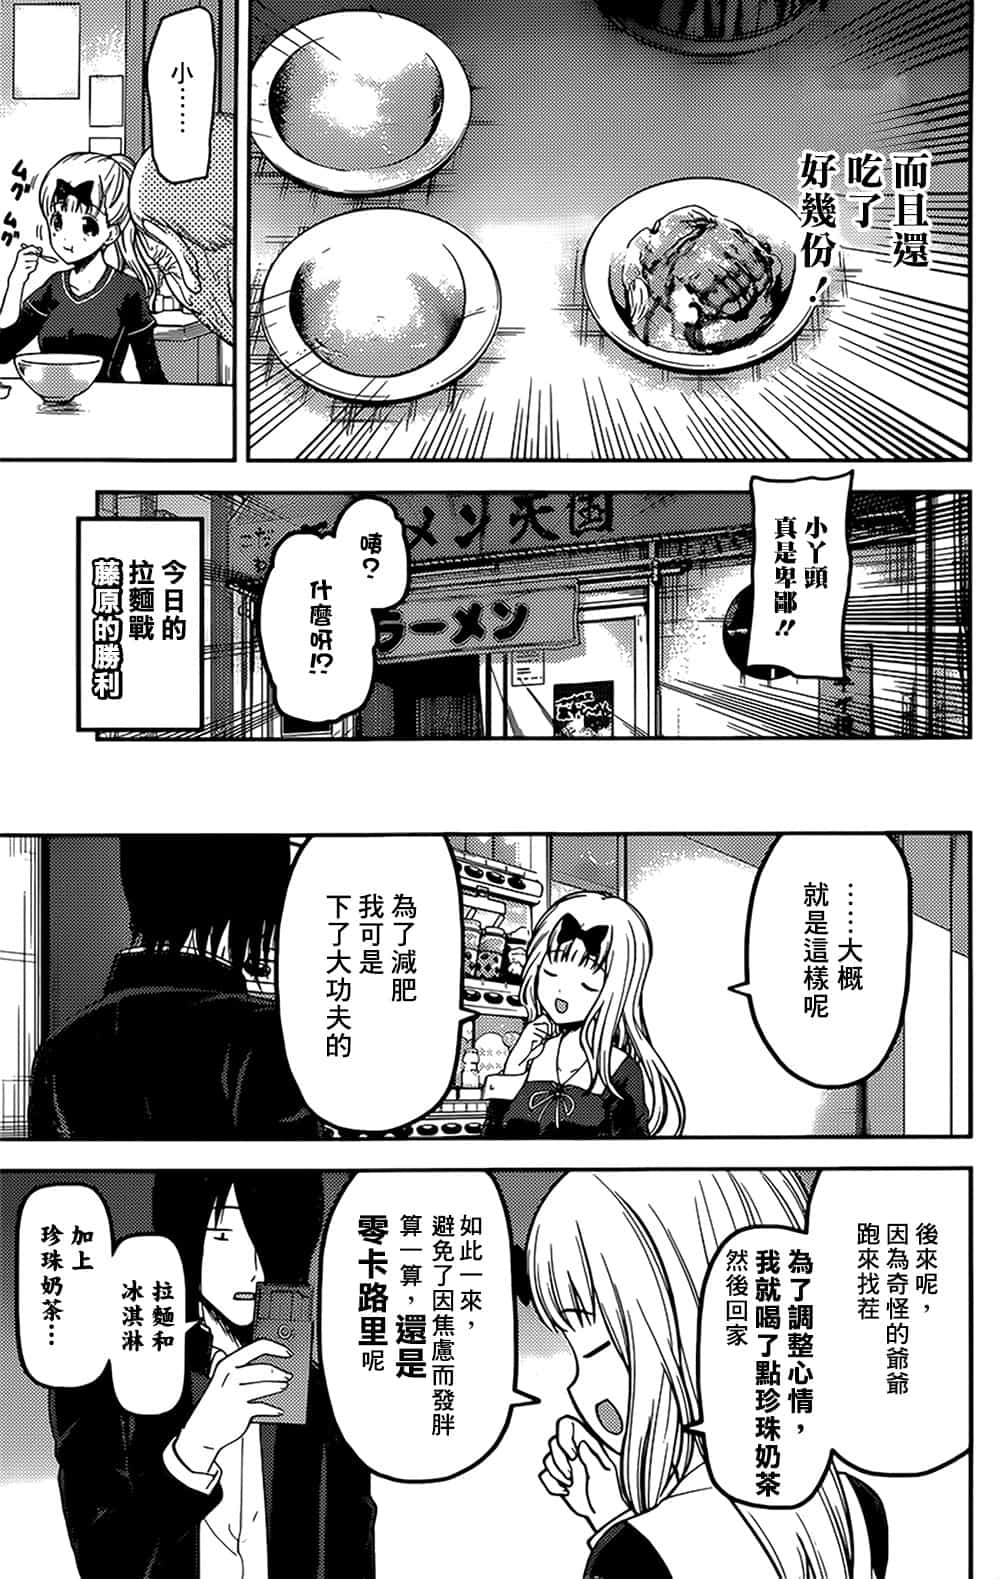 而且還
吃了
好幾份！
小……
ムグ
ムグ
小丫頭
真是卑鄙!!
メン天国
ラーメン
咦?
什麼呀!?
今日的
拉麵戰
藤原的勝利
……大概
就是這樣呢
為了減肥
我可是
下了大功夫的
後來呢，
因為奇怪的爺爺
跑來找茬
為了調整心情，
我就喝了點珍珠奶茶
然後回家
如此一來，
避免了因焦慮而發胖
算一算，還是
零卡路里呢
拉麵和
冰淇淋
加上
珍珠奶茶…